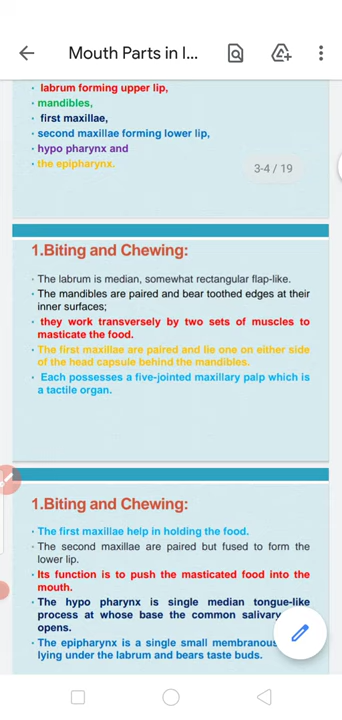 Mouth Parts in I...
labrum forming upper lip,
mandibles,
first maxillae,
second maxillae forming lower lip,
hypo pharynx and
the epipharynx.
3-4 / 19
1.Biting and Chewing:
The labrum is median, somewhat rectangular flap-like.
The mandibles are paired and bear toothed edges at their
inner surfaces;
they work transversely by two sets of muscles to
masticate the food.
The first maxillae are paired and lie one on either side
of the head capsule behind the mandibles.
Each possesses a five-jointed maxillary palp which is
a tactile organ.
1.Biting and Chewing:
The first maxillae help in holding the food.
The second maxillae are paired but fused to form the
lower lip.
Its function is to push the masticated food into the
mouth.
The hypo pharynx is single median tongue-like
process at whose base the common salivary
opens.
The epipharynx is a single small membranous
lying under the labrum and bears taste buds.